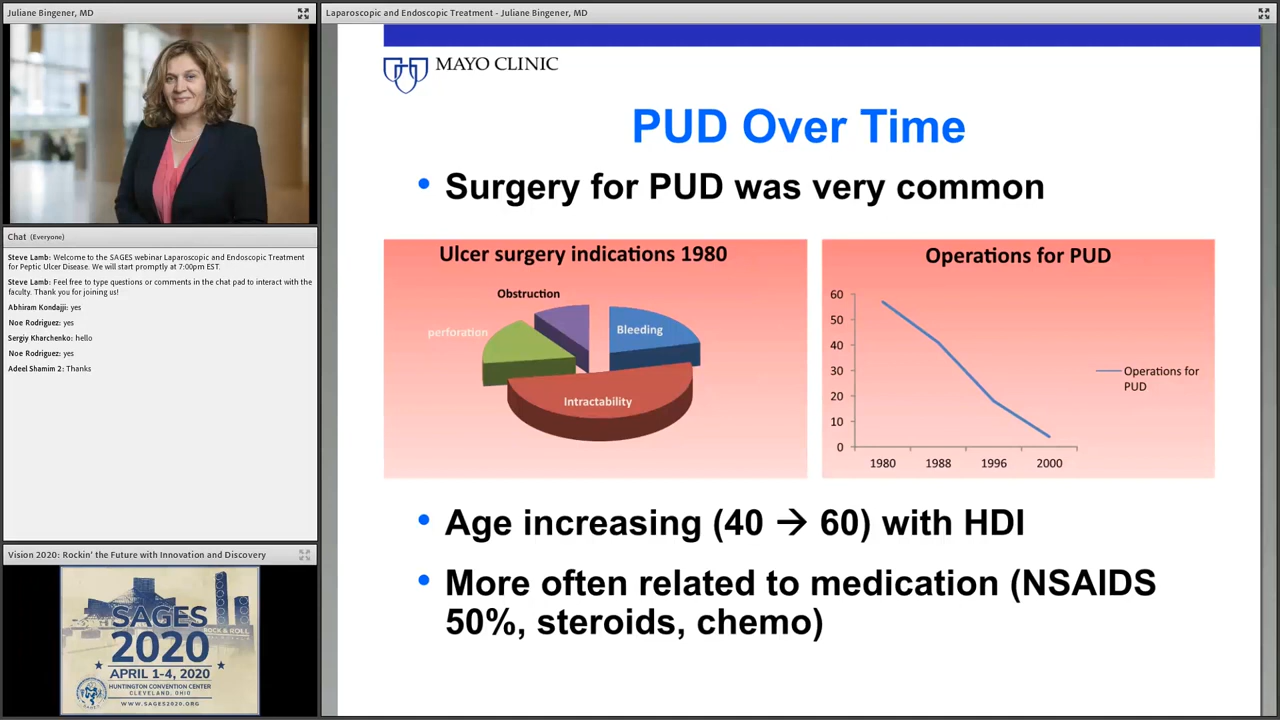 Juliane Bingener, MD
Laparoscopic and Endoscopic Treatment - Juliane Bingener, MD
MAYO CLINIC
PUD Over Time
• Surgery for PUD was very common
Ulcer surgery indications 1980
Obstruction
perforation
Bleeding
Intractability
Operations for PUD
60
50
40
30
20
10
0
1980 1988 1996 2000
Operations for
PUD
• Age increasing (40 → 60) with HDI
• More often related to medication (NSAIDS
50%, steroids, chemo)
Chat (Everyone)
Steve Lamb: Welcome to the SAGES webinar Laparoscopic and Endoscopic Treatment
for Peptic Ulcer Disease. We will start promptly at 7:00pm EST.
Steve Lamb: Feel free to type questions or comments in the chat pad to interact with the
faculty. Thank you for joining us!
Abhiram Kondajji: yes
Noe Rodriguez: yes
Sergiy Kharchenko: hello
Noe Rodriguez: yes
Adeel Shamim 2: Thanks
Vision 2020: Rockin' the Future with Innovation and Discovery
SAGES
2020
ROCK & ROLL
APRIL 1-4, 2020
HUNTINGTON CONVENTION CENTER
CLEVELAND, OHIO
WWW.SAGES2020.ORG